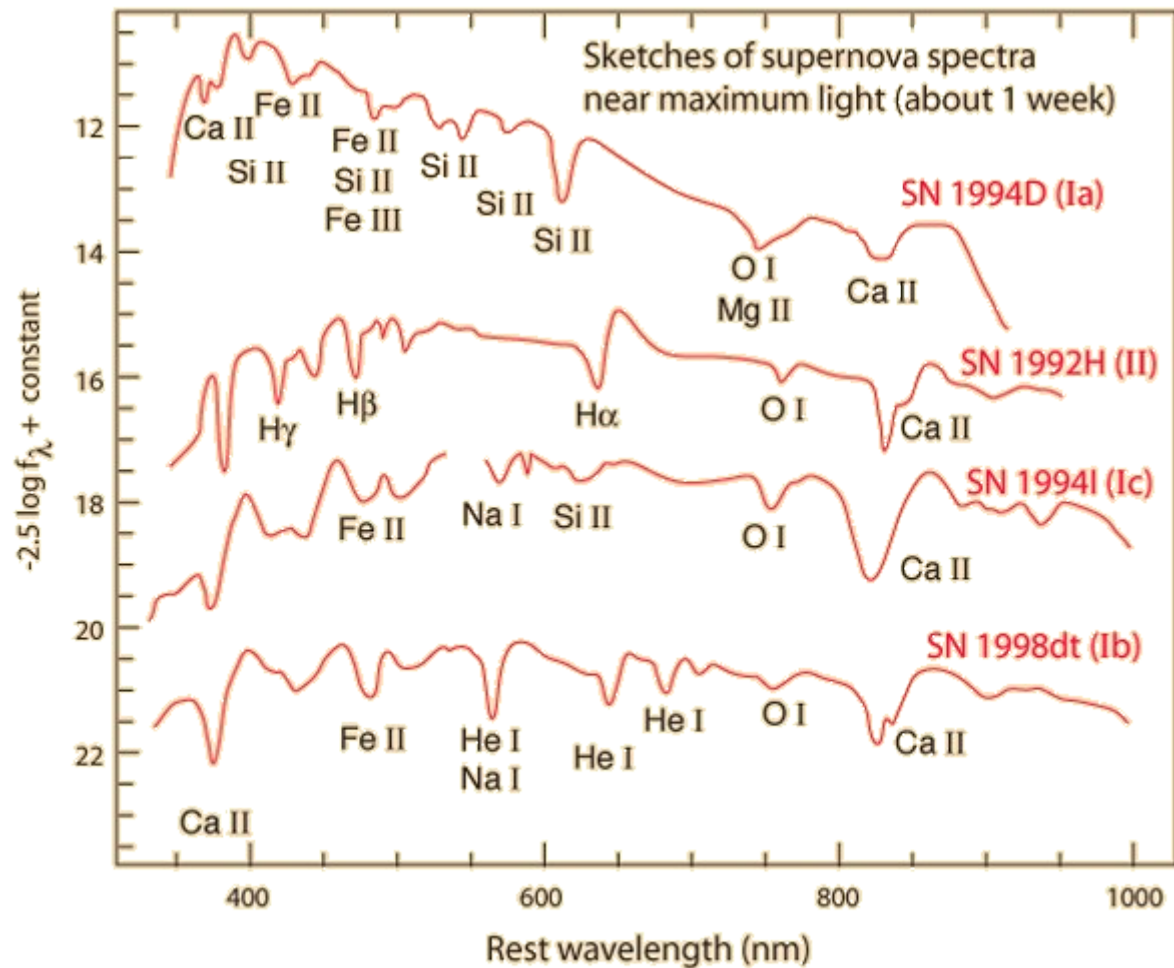 Sketches of supernova spectra
near maximum light (about 1 week)
12
14
16
18
20
22
-2.5 log fλ + constant
Ca II
Si II
Fe II
Fe II
Si II
Fe III
Si II
Si II
Si II
O I
Mg II
Ca II
SN 1994D (Ia)
Hγ
Hβ
Hα
O I
Ca II
SN 1992H (II)
Fe II
Na I
Si II
O I
Ca II
SN 1994I (Ic)
Ca II
Fe II
He I
Na I
He I
He I
O I
Ca II
SN 1998dt (Ib)
400
600
800
1000
Rest wavelength (nm)